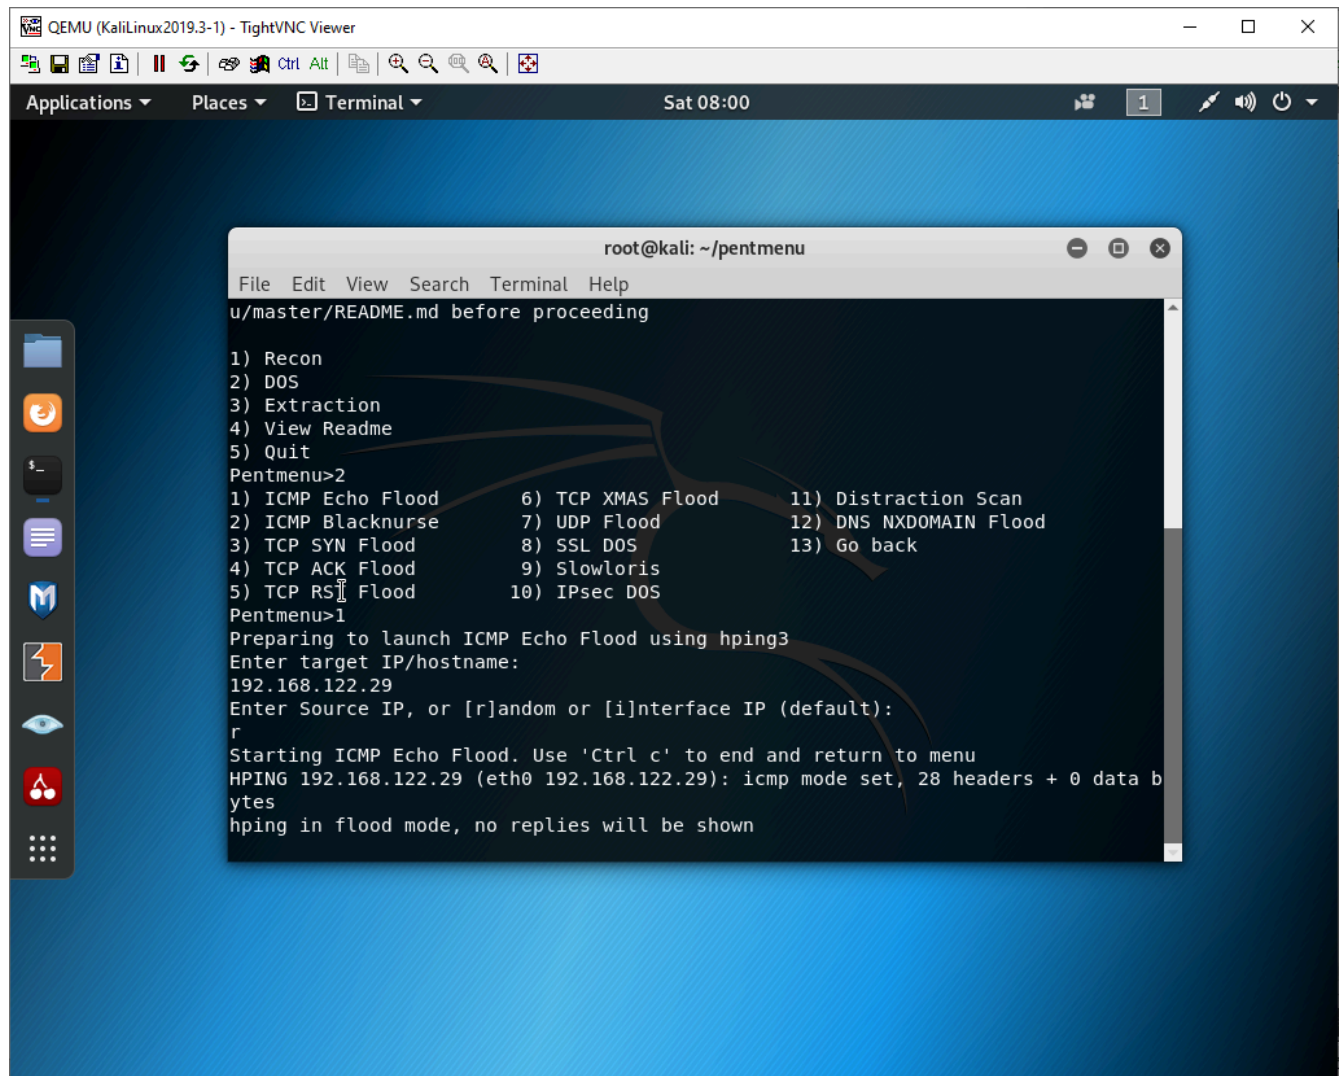 QEMU (KaliLinux2019.3-1) - TightVNC Viewer
Ctrl Alt
Applications Places Terminal Sat 08:00 1
root@kali: ~/pentmenu
File Edit View Search Terminal Help
u/master/README.md before proceeding
1) Recon
2) DOS
3) Extraction
4) View Readme
5) Quit
Pentmenu>2
1) ICMP Echo Flood 6) TCP XMAS Flood 11) Distraction Scan
2) ICMP Blacknurse 7) UDP Flood 12) DNS NXDOMAIN Flood
3) TCP SYN Flood 8) SSL DOS 13) Go back
4) TCP ACK Flood 9) Slowloris
5) TCP RST Flood 10) IPsec DOS
Pentmenu>1
Preparing to launch ICMP Echo Flood using hping3
Enter target IP/hostname:
192.168.122.29
Enter Source IP, or [r]andom or [i]nterface IP (default):
r
Starting ICMP Echo Flood. Use 'Ctrl c' to end and return to menu
HPING 192.168.122.29 (eth0 192.168.122.29): icmp mode set, 28 headers + 0 data b
ytes
hping in flood mode, no replies will be shown